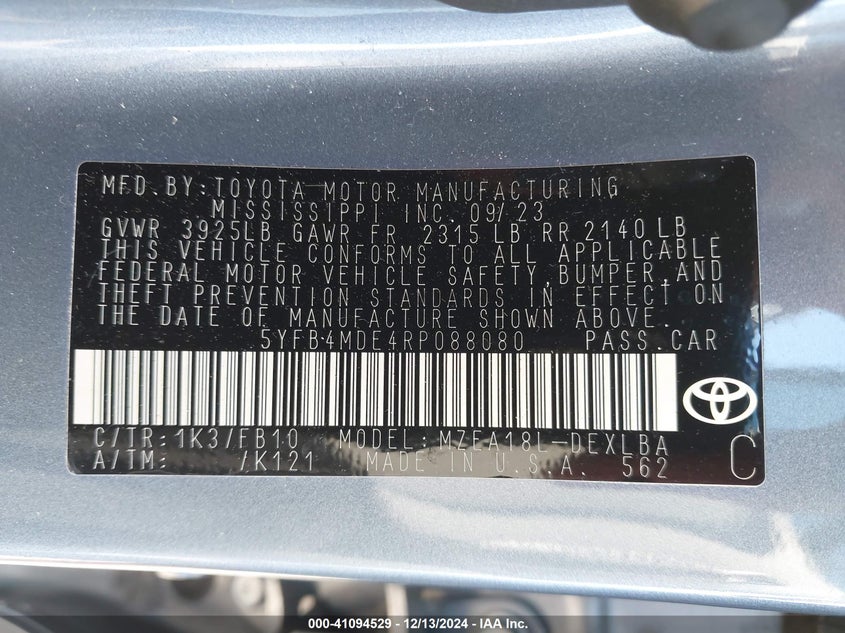 MFD BY: TOYOTA MOTOR MANUFACTURING
MISSISSIPPI INC. 09/23
GVWR 3925LB GAWR FR 2315 LB RR 2140 LB
THIS VEHICLE CONFORMS TO ALL APPLICABLE
FEDERAL MOTOR VEHICLE SAFETY, BUMPER, AND
THEFT PREVENTION STANDARDS IN EFFECT ON
THE DATE OF MANUFACTURE SHOWN ABOVE.
5YFB4MDE4RP088080 PASS.CAR
C/TR: 1K3/FB10 MODEL: MZEA18L-DEXLBA
A/TM: /K121 MADE IN U.S.A. 562 C
000-41094529 - 12/13/2024 - IAA Inc.